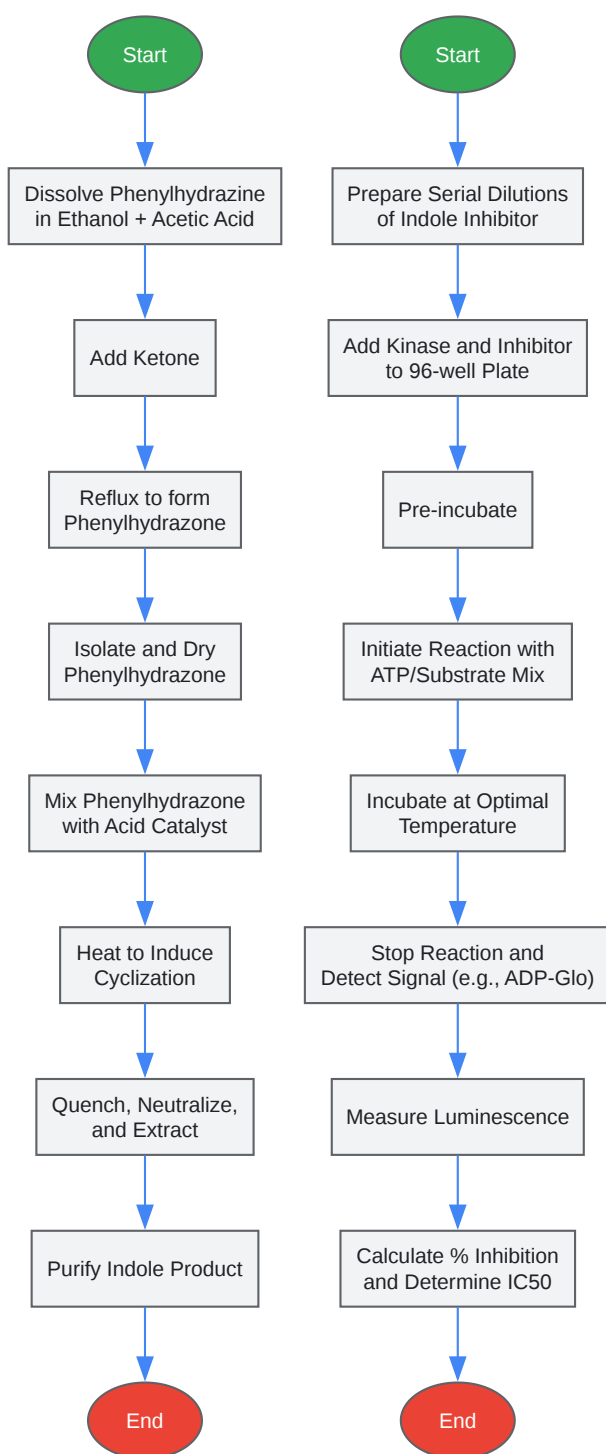 Start
Dissolve Phenylhydrazine
in Ethanol + Acetic Acid
Add Ketone
Reflux to form
Phenylhydrazone
Isolate and Dry
Phenylhydrazone
Mix Phenylhydrazone
with Acid Catalyst
Heat to Induce
Cyclization
Quench, Neutralize,
and Extract
Purify Indole Product
End
Start
Prepare Serial Dilutions
of Indole Inhibitor
Add Kinase and Inhibitor
to 96-well Plate
Pre-incubate
Initiate Reaction with
ATP/Substrate Mix
Incubate at Optimal
Temperature
Stop Reaction and
Detect Signal (e.g., ADP-Glo)
Measure Luminescence
Calculate % Inhibition
and Determine IC50
End